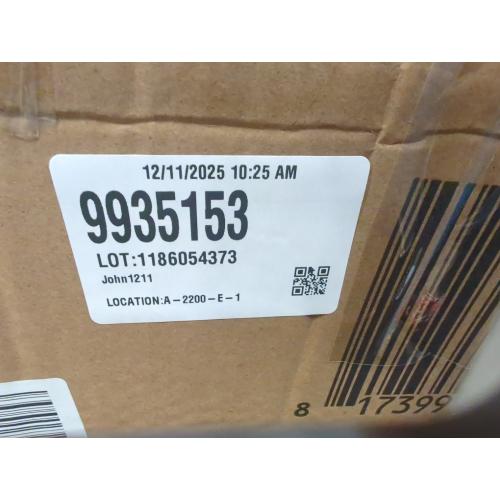 12/11/2025 10:25 AM
9935153
LOT:1186054373
John1211
LOCATION:A-2200-E-1
8 17399